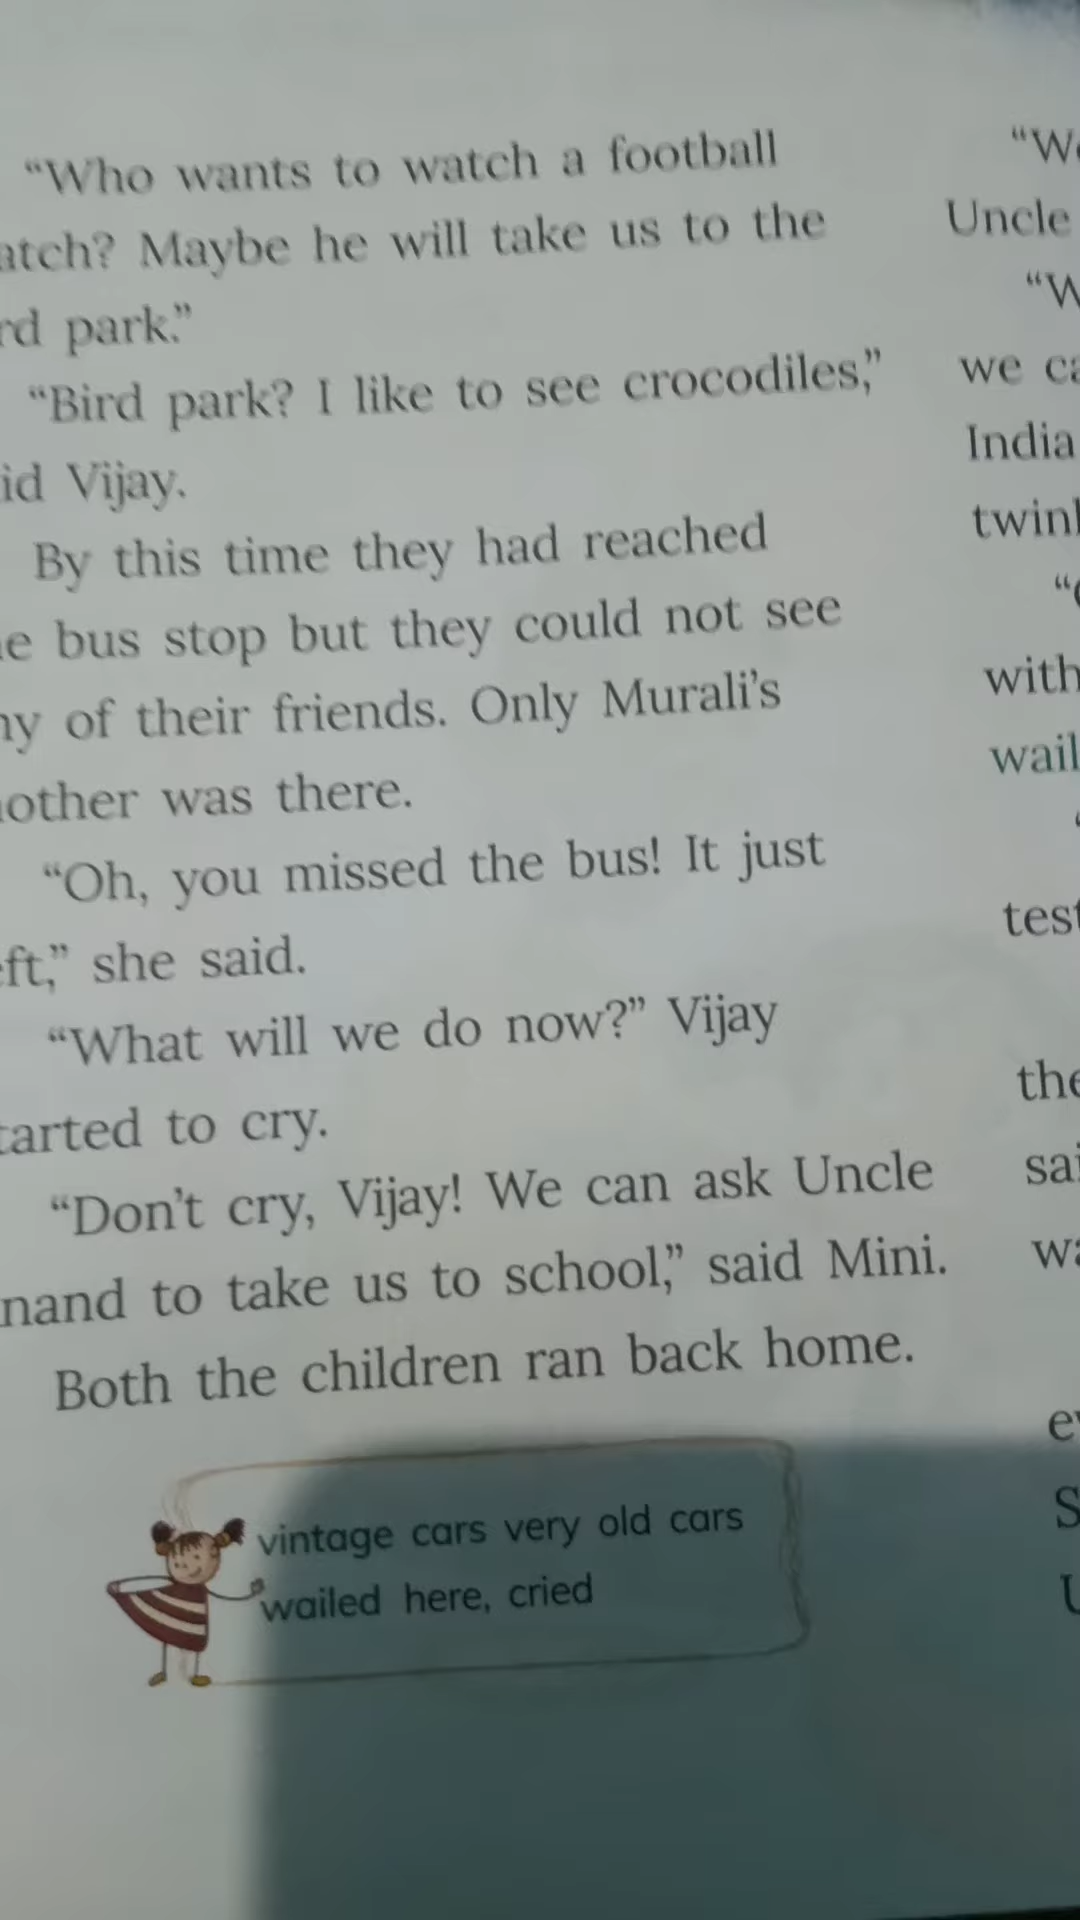 "Who wants to watch a football
atch? Maybe he will take us to the
rd park."
"Bird park? I like to see crocodiles,"
id Vijay.
By this time they had reached
e bus stop but they could not see
ny of their friends. Only Murali's
other was there.
"Oh, you missed the bus! It just
ft," she said.
"What will we do now?" Vijay
tarted to cry.
"Don't cry, Vijay! We can ask Uncle
nand to take us to school," said Mini.
Both the children ran back home.
vintage cars very old cars
wailed here, cried
"We
Uncle
"W
we ca
India
twinl
with
wail
test
the
sai
wa
S